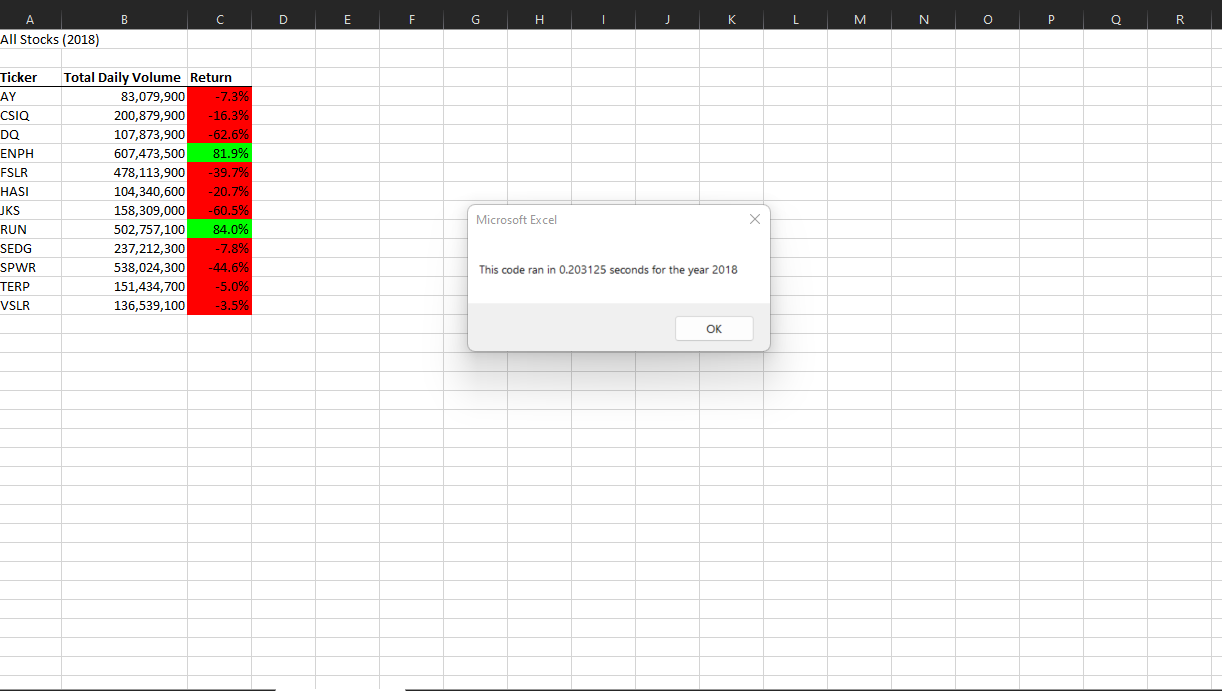 A B C D E F G H I J K L M N O P Q R
All Stocks (2018)
Ticker Total Daily Volume Return
AY 83,079,900 -7.3%
CSIQ 200,879,900 -16.3%
DQ 107,873,900 -62.6%
ENPH 607,473,500 81.9%
FSLR 478,113,900 -39.7%
HASI 104,340,600 -20.7%
JKS 158,309,000 -60.5%
RUN 502,757,100 84.0%
SEDG 237,212,300 -7.8%
SPWR 538,024,300 -44.6%
TERP 151,434,700 -5.0%
VSLR 136,539,100 -3.5%
Microsoft Excel
This code ran in 0.203125 seconds for the year 2018
OK